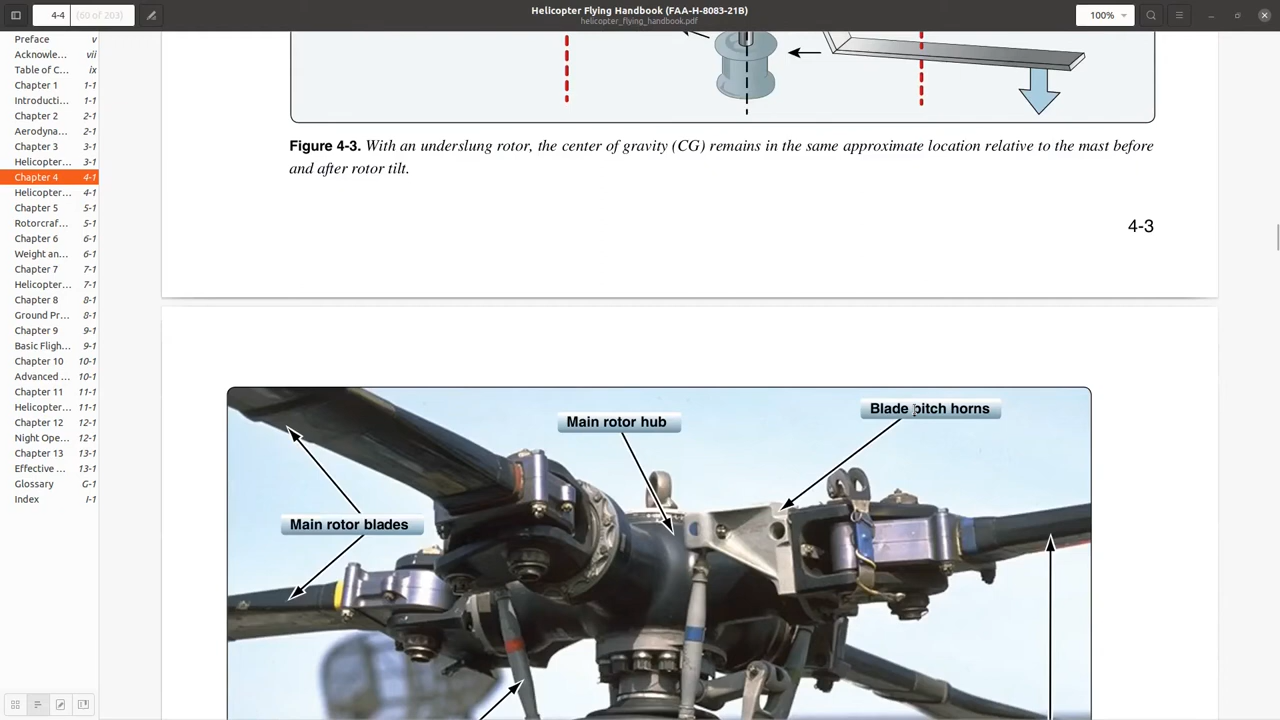 4-4 (60 of 203)
Helicopter Flying Handbook (FAA-H-8083-21B)
helicopter_flying_handbook.pdf
100%
Preface v
Acknowle... vii
Table of C... ix
Chapter 1 1-1
Introducti... 1-1
Chapter 2 2-1
Aerodyna... 2-1
Chapter 3 3-1
Helicopter... 3-1
Chapter 4 4-1
Helicopter... 4-1
Chapter 5 5-1
Rotorcraf... 5-1
Chapter 6 6-1
Weight an... 6-1
Chapter 7 7-1
Helicopter... 7-1
Chapter 8 8-1
Ground Pr... 8-1
Chapter 9 9-1
Basic Fligh... 9-1
Chapter 10 10-1
Advanced ... 10-1
Chapter 11 11-1
Helicopter... 11-1
Chapter 12 12-1
Night Ope... 12-1
Chapter 13 13-1
Effective ... 13-1
Glossary G-1
Index I-1
Figure 4-3. With an underslung rotor, the center of gravity (CG) remains in the same approximate location relative to the mast before
and after rotor tilt.
4-3
Blade pitch horns
Main rotor hub
Main rotor blades